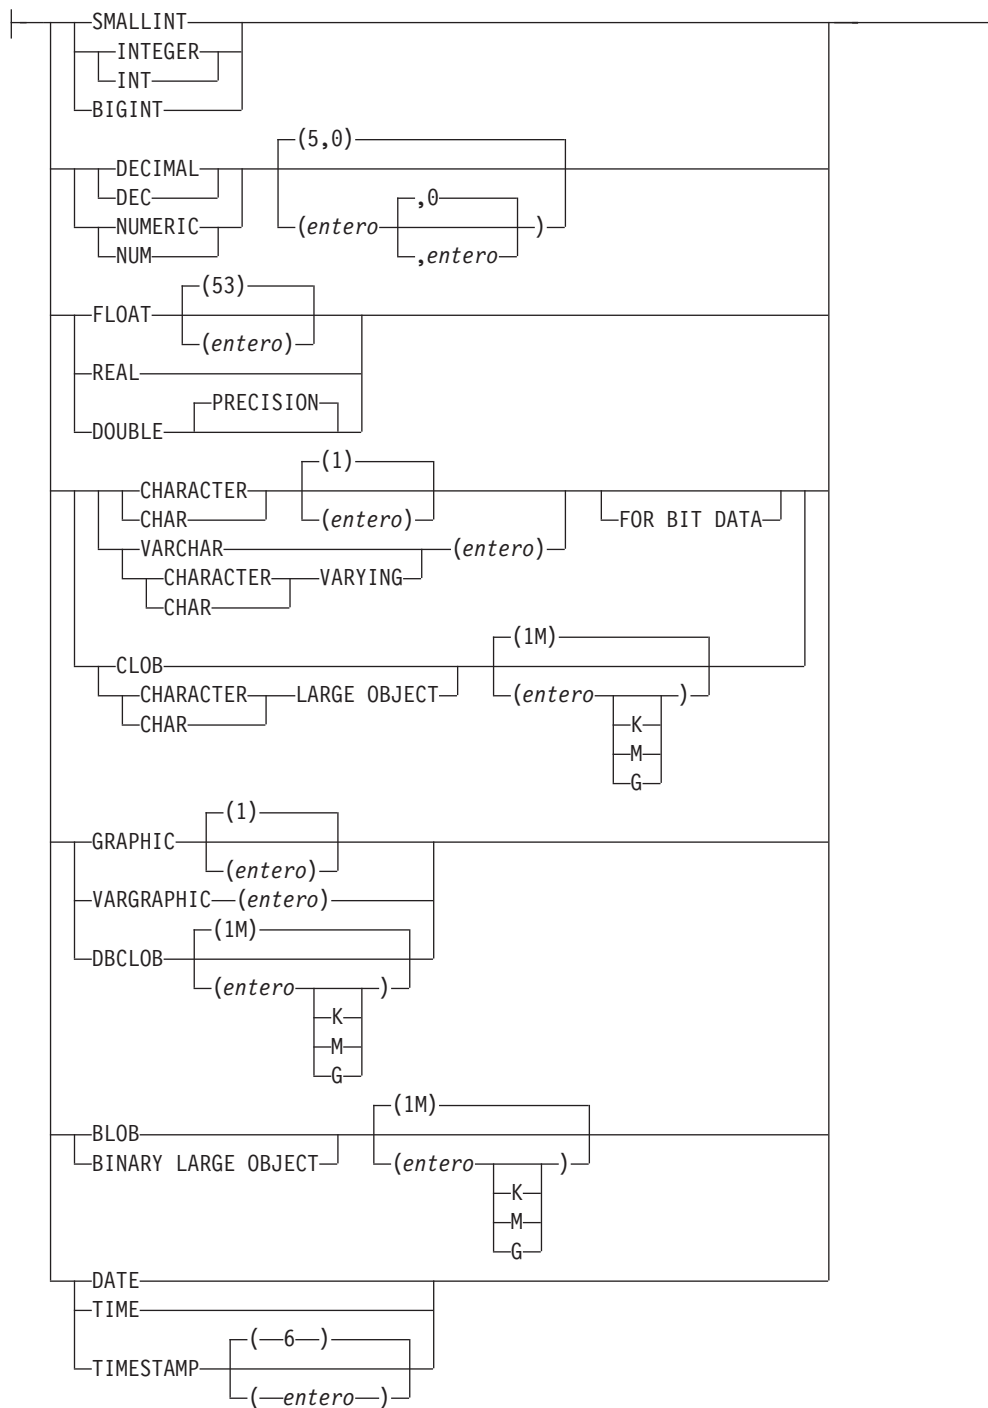 SMALLINT
INTEGER
INT
BIGINT
(5,0)
DECIMAL
DEC
,0
NUMERIC
(entero )
NUM
,entero
(53)
FLOAT
(entero)
REAL
PRECISION
DOUBLE
(1)
CHARACTER
CHAR
(entero)
FOR BIT DATA
VARCHAR
(entero)
CHARACTER
VARYING
CHAR
(1M)
CLOB
CHARACTER
LARGE OBJECT
(entero )
CHAR
K
M
G
(1)
GRAPHIC
(entero)
VARGRAPHIC
(entero)
(1M)
DBCLOB
(entero )
K
M
G
(1M)
BLOB
BINARY LARGE OBJECT
(entero )
K
M
G
DATE
TIME
( 6 )
TIMESTAMP
( entero )